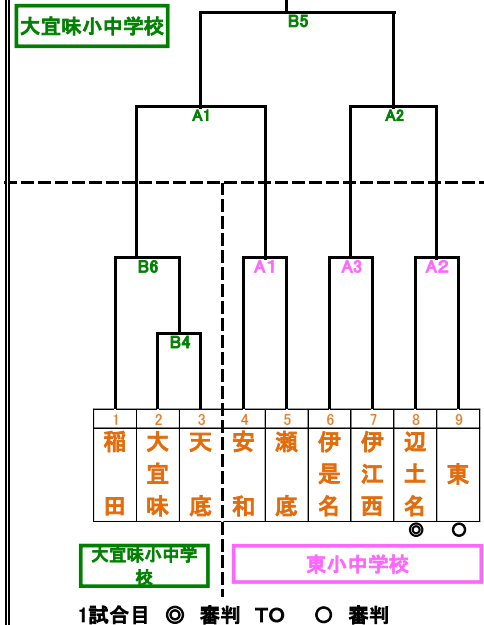 大宜味小中学校
B5
A1
A2
B6
A1
A3
A2
B4
1 2 3 4 5 6 7 8 9
稲田
大宜味
天底
安和
瀬底
伊是名
伊江西
辺土名
東
◎ ○
大宜味小中学
校
東小中学校
1試合目 ◎ 審判 TO ○ 審判